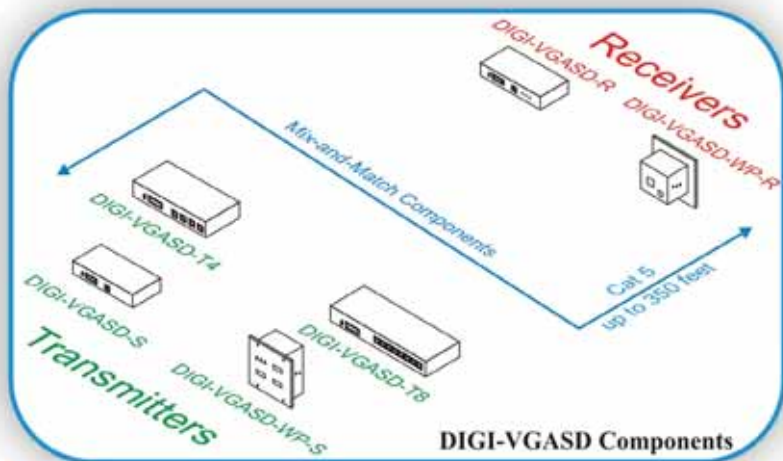 DIGI-VGASD-R
Receivers
DIGI-VGASD-WP-R
Mix-and-Match Components
DIGI-VGASD-T4
Cat 5
up to 350 feet
DIGI-VGASD-S
DIGI-VGASD-T8
Transmitters
DIGI-VGASD-WP-S
DIGI-VGASD Components